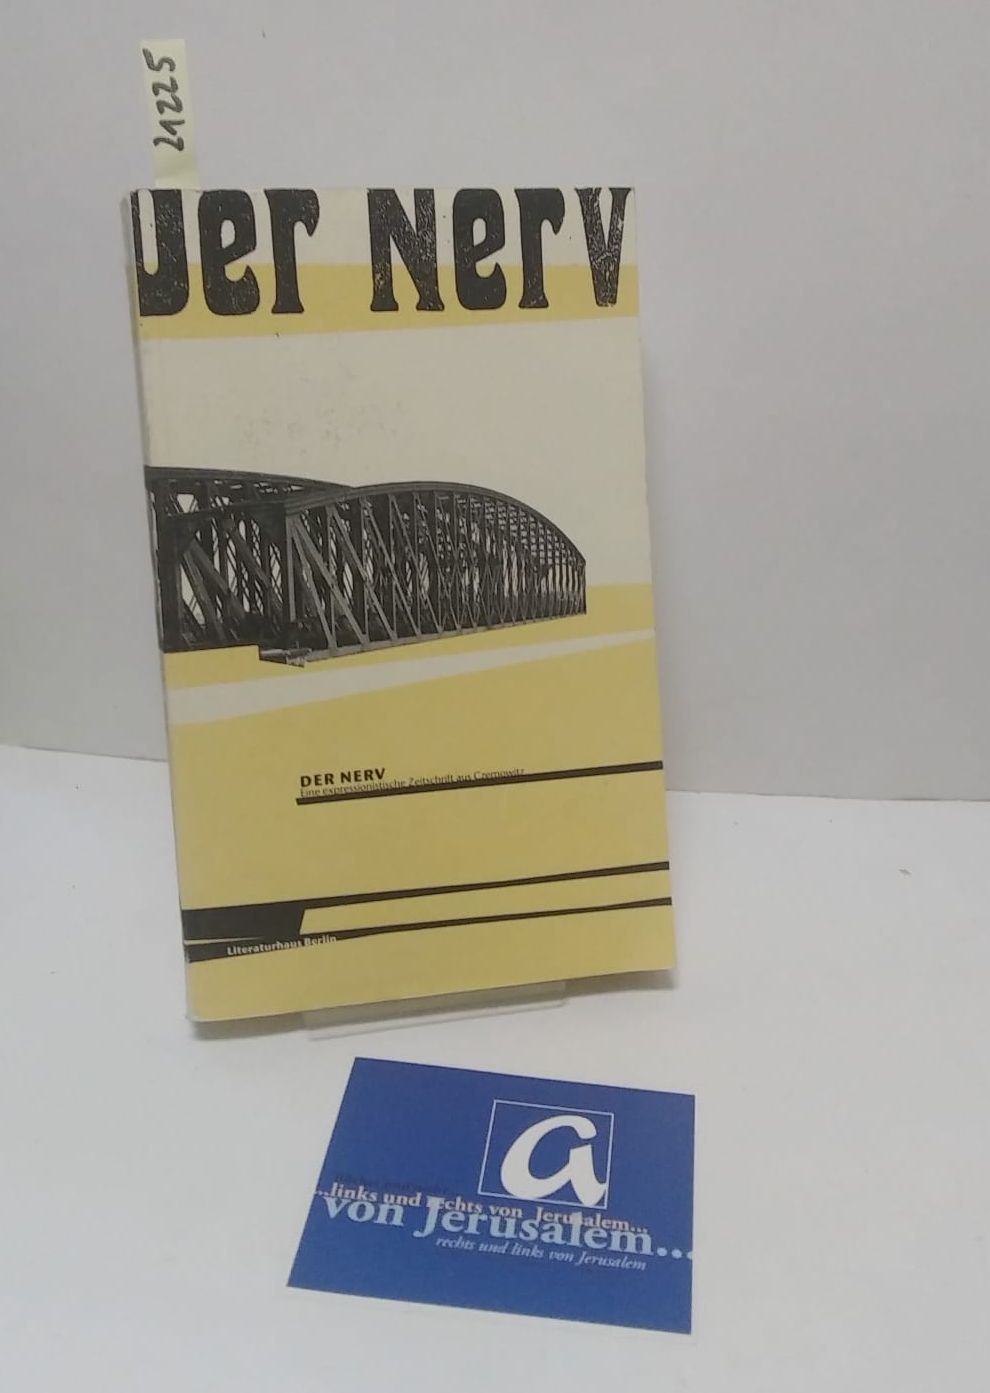 21225
Der Nerv
DER NERV
Eine expressionistische Zeitschrift aus Czernowitz
Literaturhaus Berlin
a
...links und rechts von Jerusalem...
von Jerusalem...
rechts und links von Jerusalem